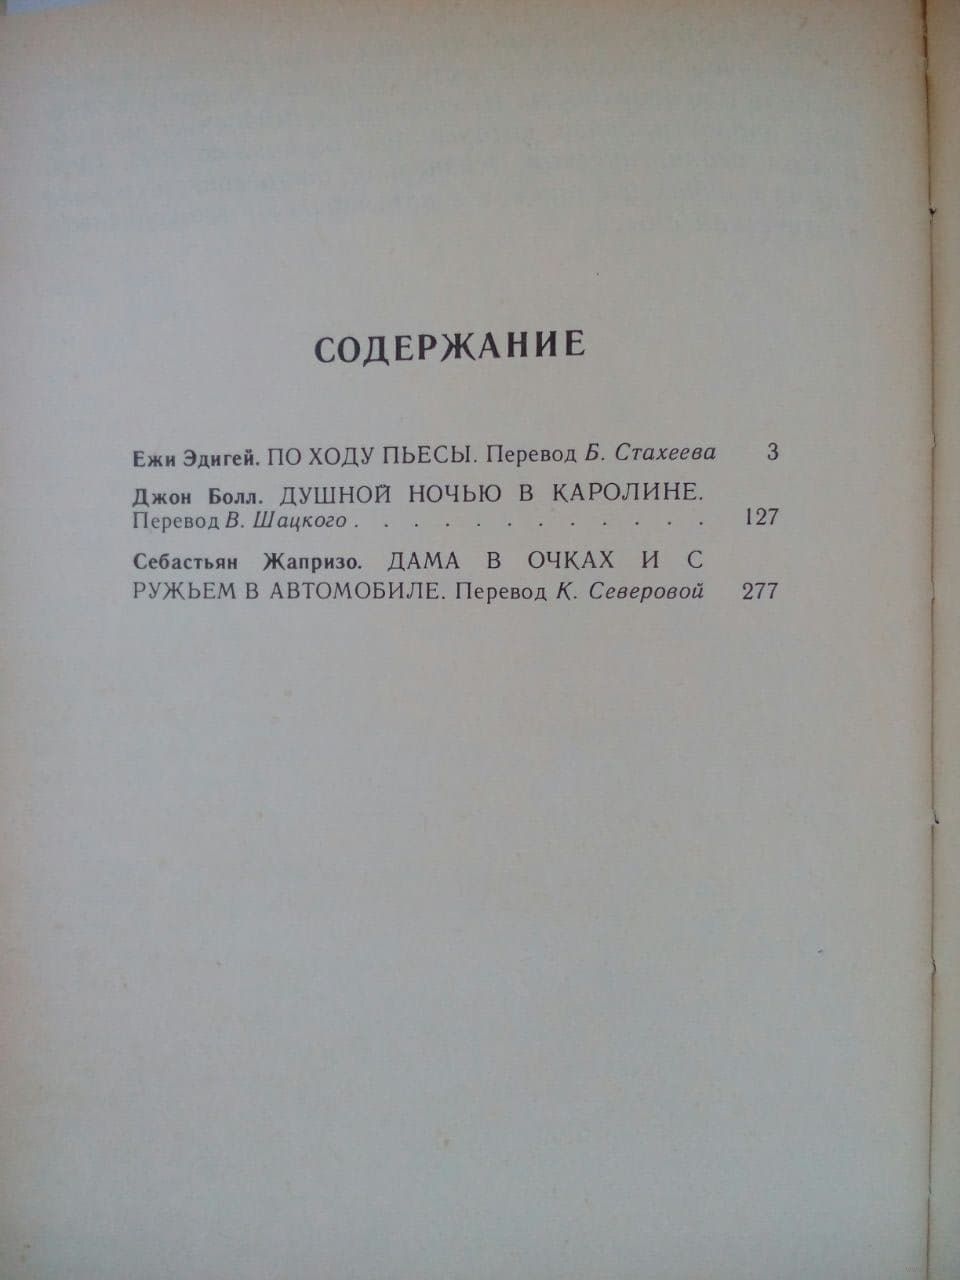 СОДЕРЖАНИЕ
Ежи Эдигей. ПО ХОДУ ПЬЕСЫ. Перевод Б. Стахеева 3
Джон Болл. ДУШНОЙ НОЧЬЮ В КАРОЛИНЕ.
Перевод В. Шацкого . . . . . . . . . . . . 127
Себастьян Жапризо. ДАМА В ОЧКАХ И С
РУЖЬЕМ В АВТОМОБИЛЕ. Перевод К. Северовой 277